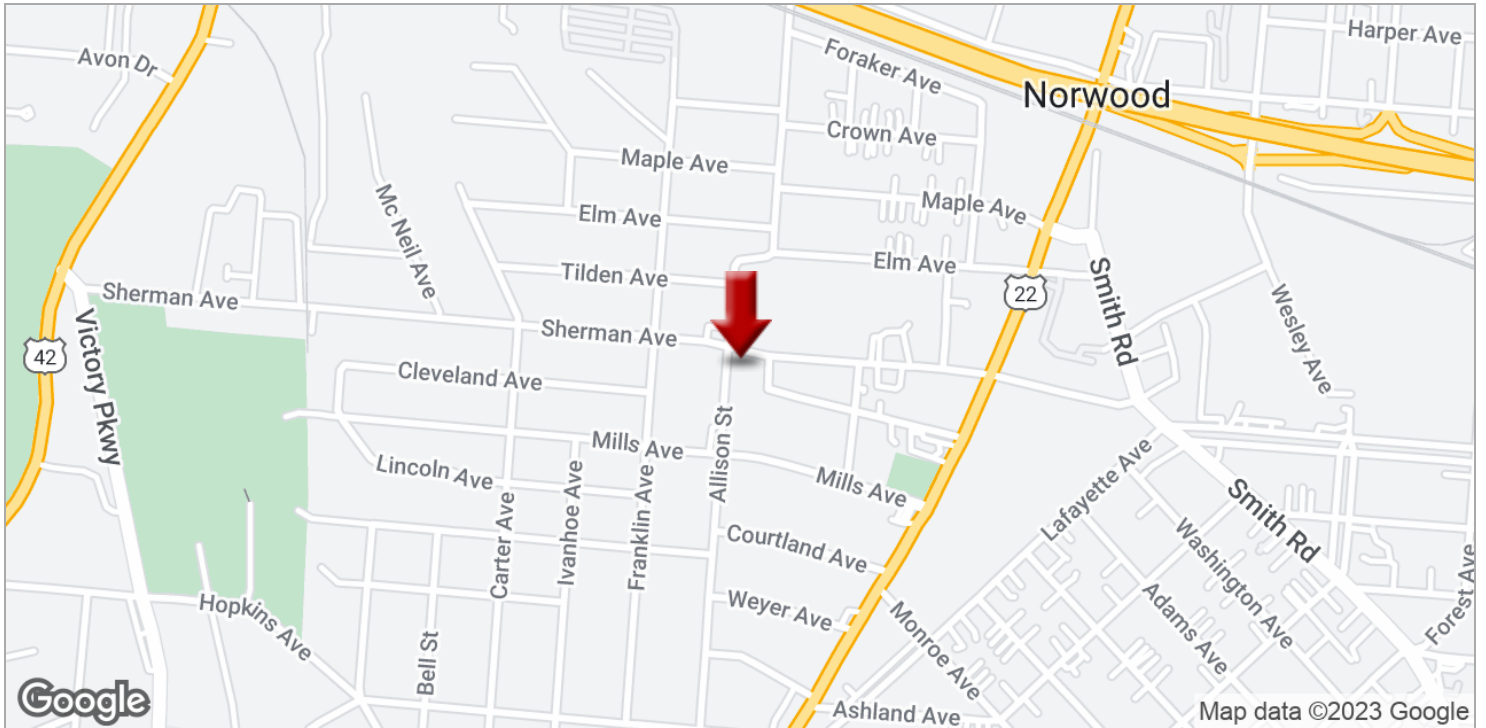 Harper Ave
Avon Dr
Foraker Ave
Norwood
Crown Ave
Maple Ave
Mc Neil Ave
Maple Ave
Elm Ave
Elm Ave
Tilden Ave
Smith Rd
22
Sherman Ave
Wesley Ave
Sherman Ave
Victory Pkwy
42
Cleveland Ave
Allison St
Mills Ave
Lincoln Ave
Mills Ave
Lafayette Ave
Smith Rd
Carter Ave
Ivanhoe Ave
Franklin Ave
Courtland Ave
Washington Ave
Hopkins Ave
Weyer Ave
Adams Ave
Forest Ave
Bell St
Monroe Ave
Ashland Ave
Google
Map data ©2023 Google